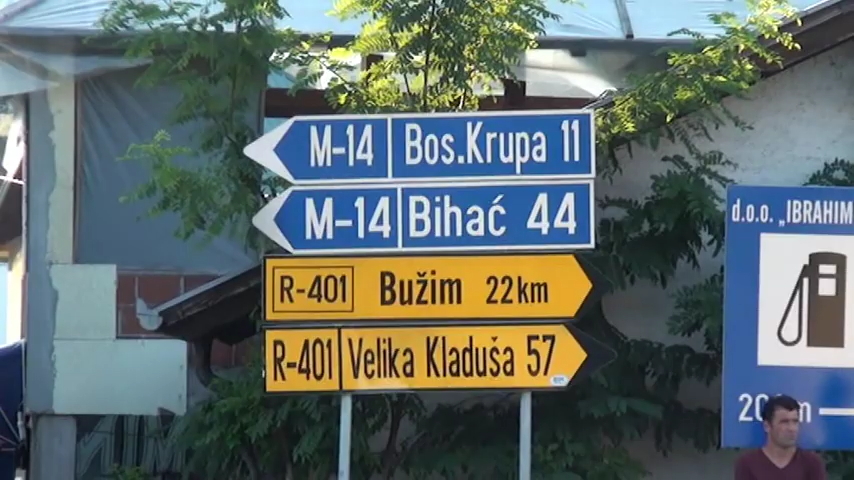 M-14 Bos.Krupa 11
M-14 Bihać 44
R-401 Bužim 22km
R-401 Velika Kladuša 57
d.o.o. „IBRAHIM